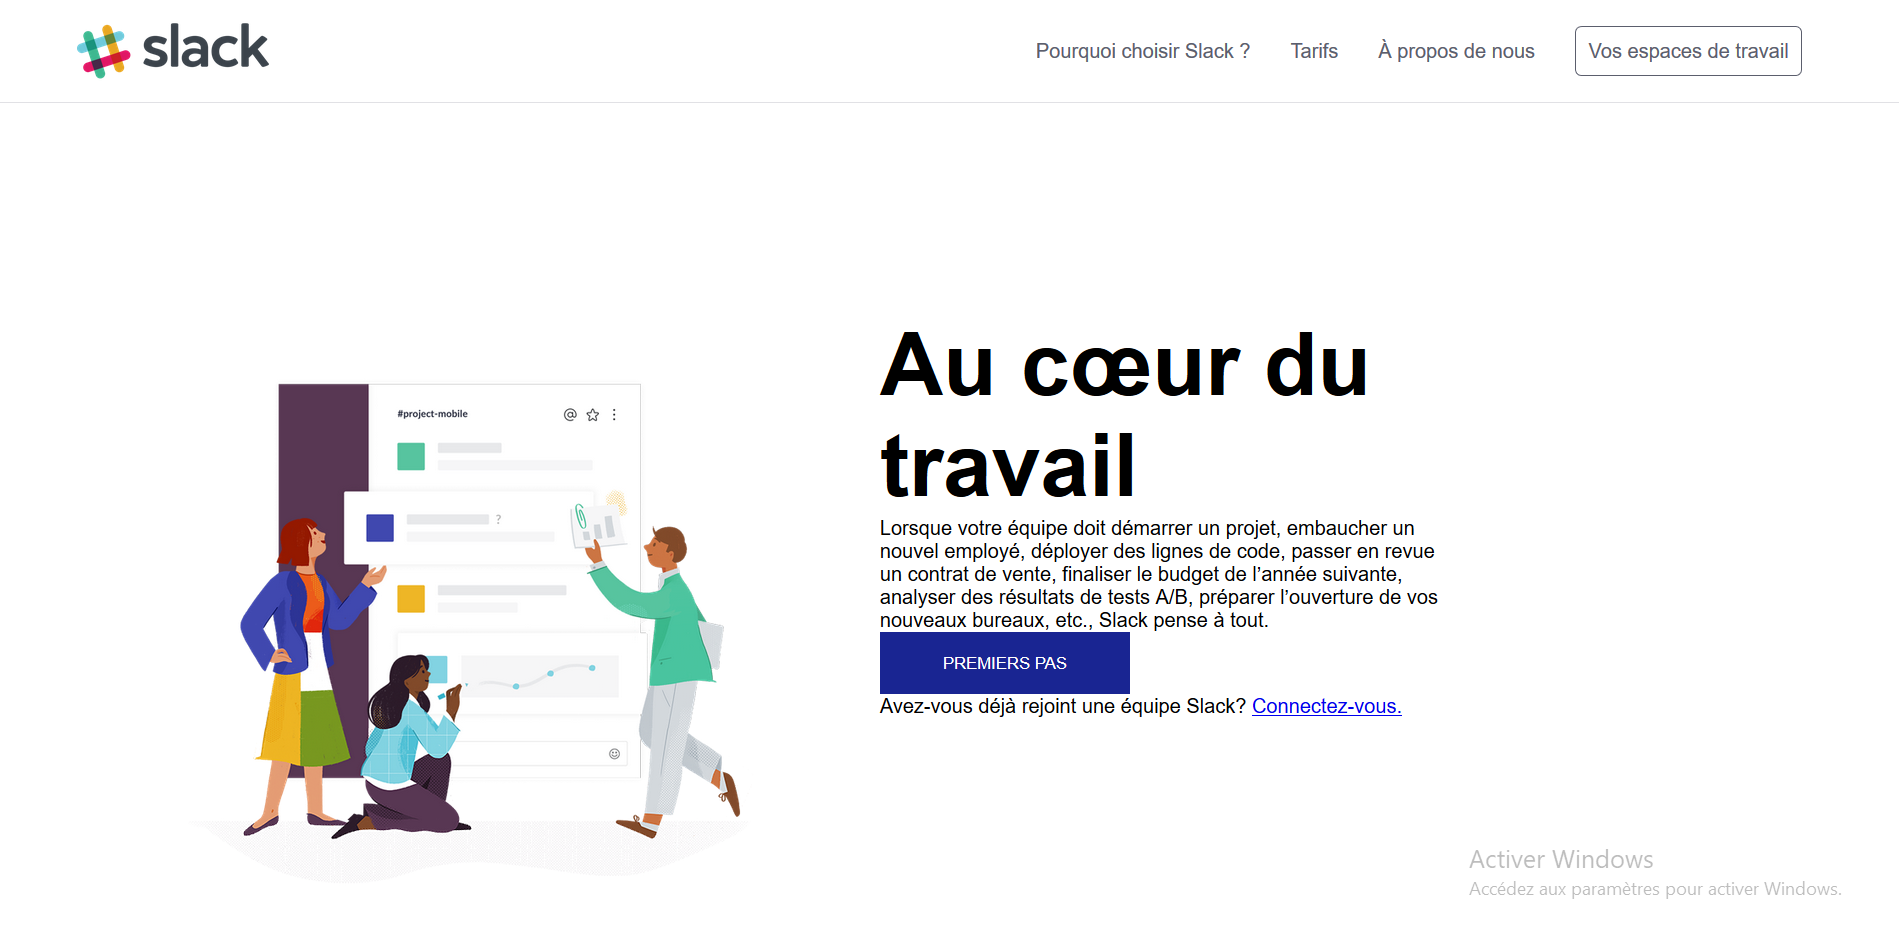 slack
Pourquoi choisir Slack ?
Tarifs
À propos de nous
Vos espaces de travail
#project-mobile
?
Au cœur du
travail
Lorsque votre équipe doit démarrer un projet, embaucher un
nouvel employé, déployer des lignes de code, passer en revue
un contrat de vente, finaliser le budget de l’année suivante,
analyser des résultats de tests A/B, préparer l’ouverture de vos
nouveaux bureaux, etc., Slack pense à tout.
PREMIERS PAS
Avez-vous déjà rejoint une équipe Slack? Connectez-vous.
Activer Windows
Accédez aux paramètres pour activer Windows.